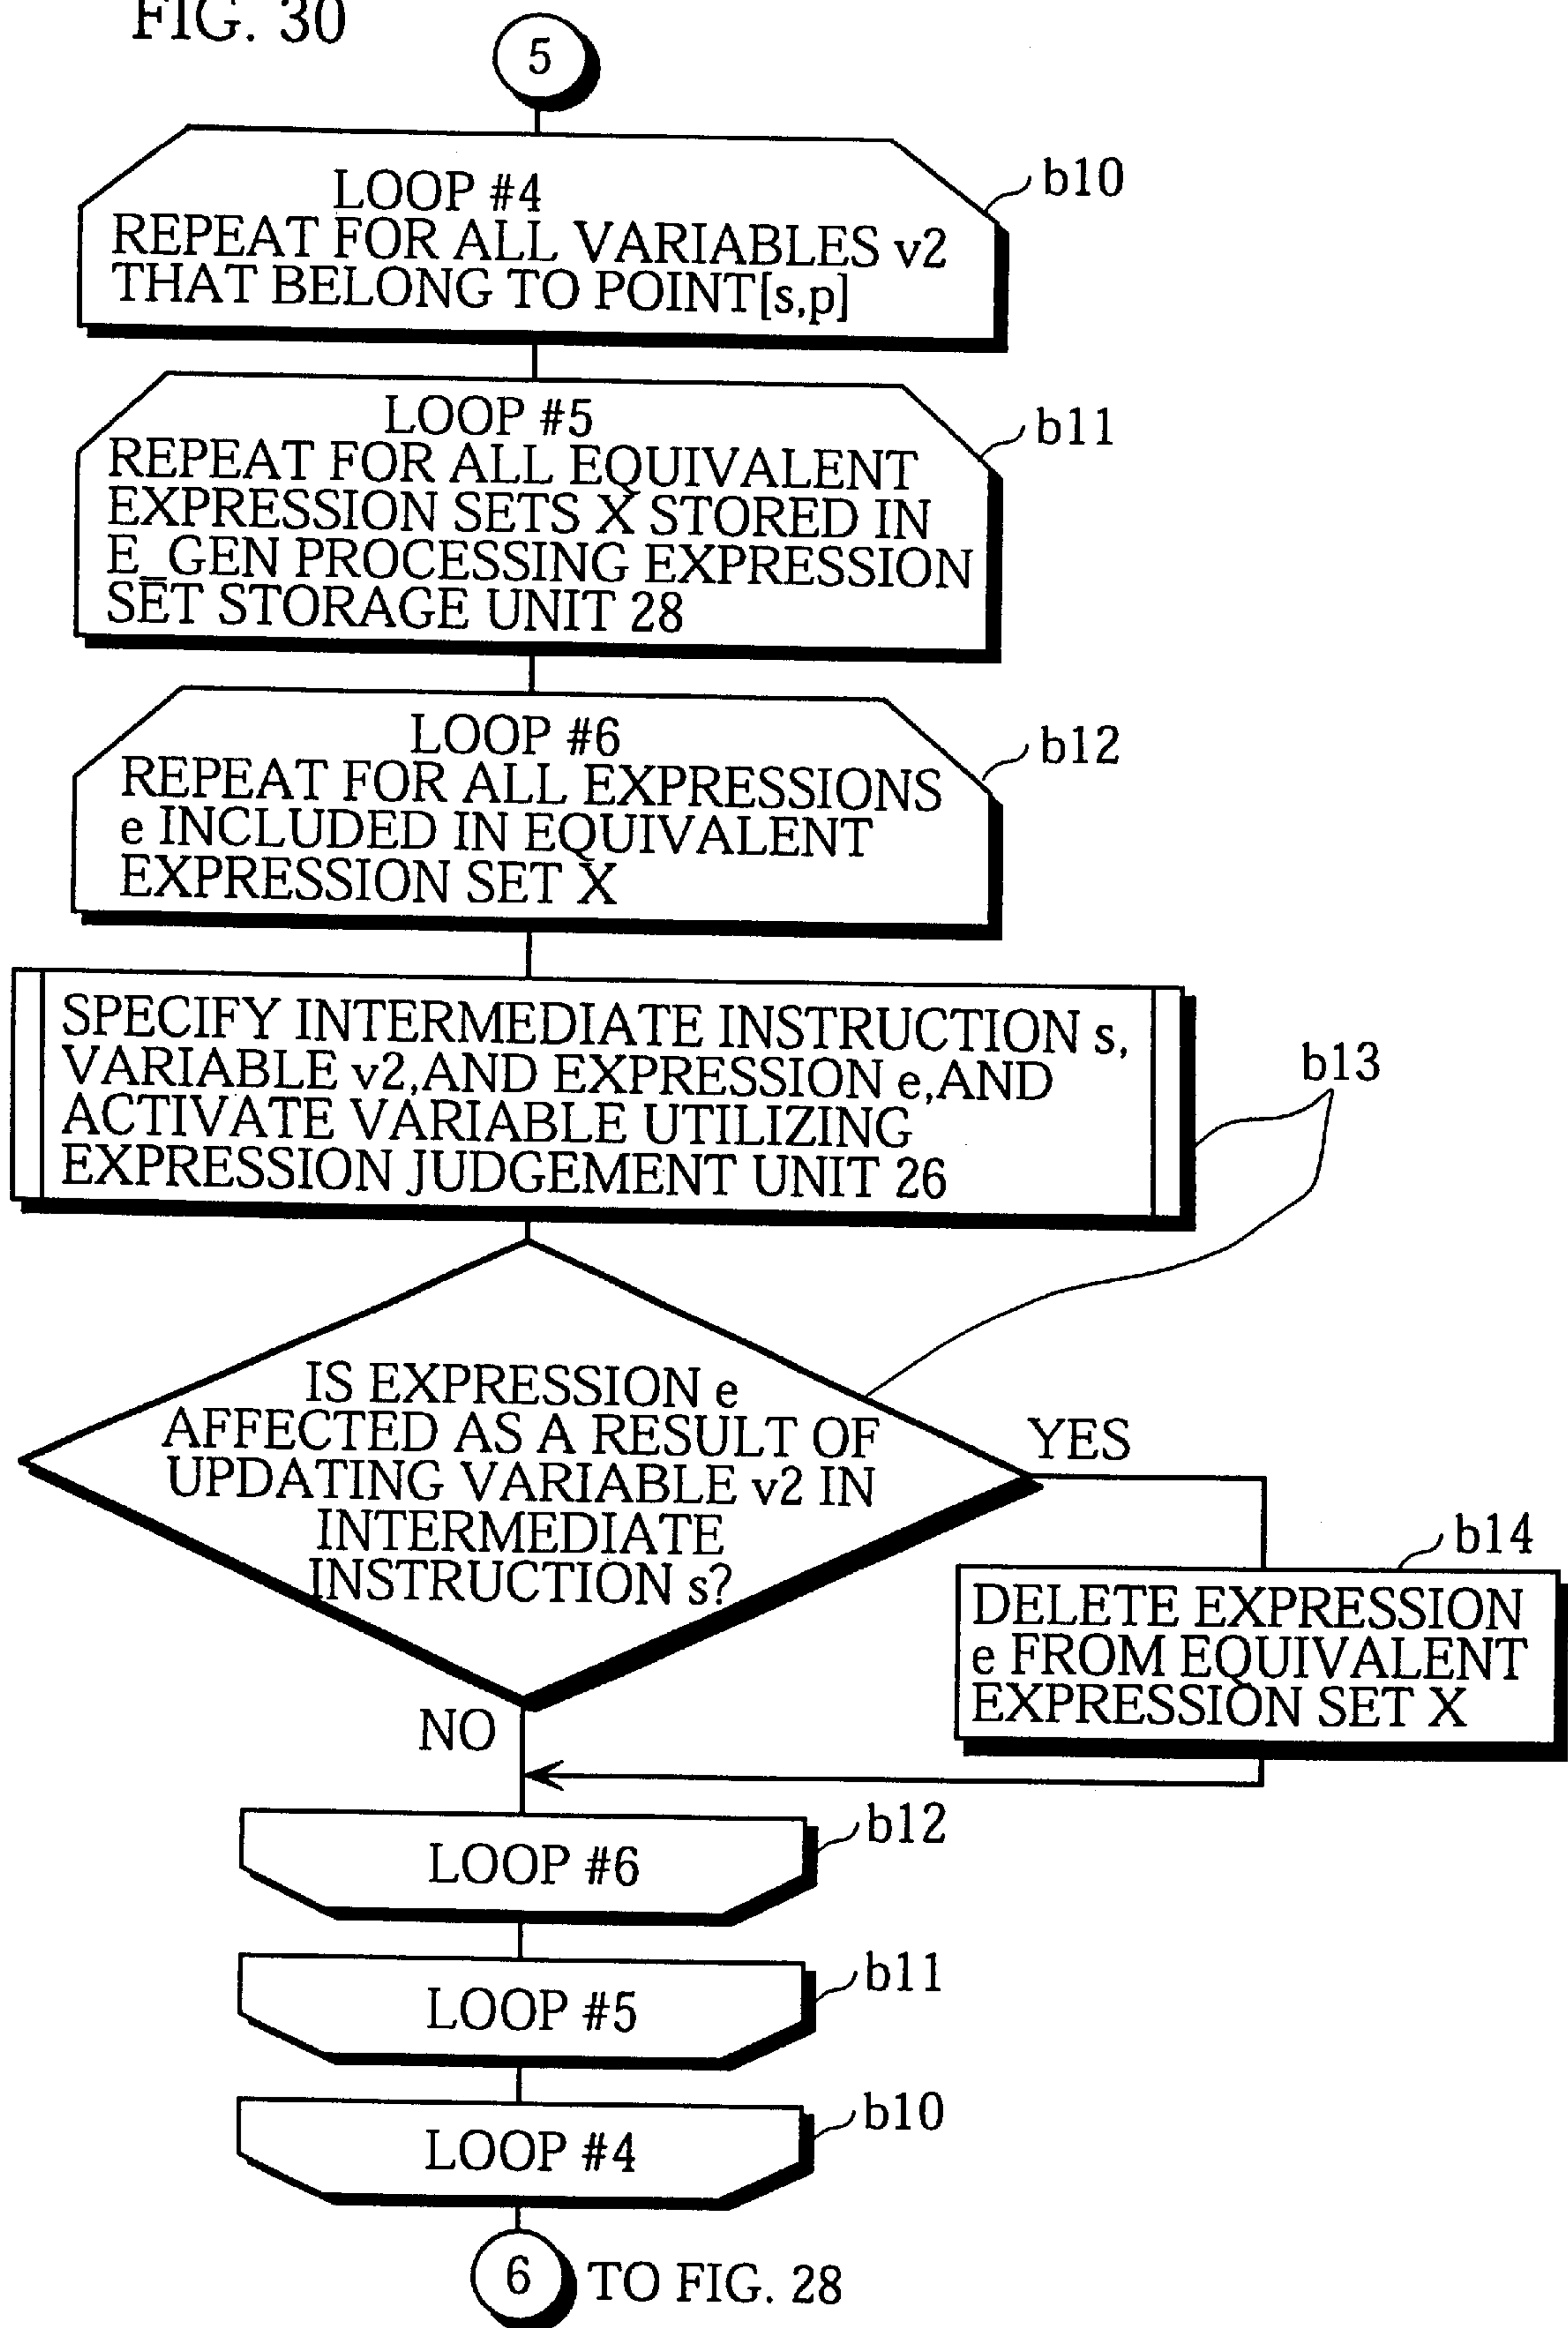 FIG. 30
5
LOOP #4
REPEAT FOR ALL VARIABLES v2
THAT BELONG TO POINT[s,p]
b10
LOOP #5
REPEAT FOR ALL EQUIVALENT
EXPRESSION SETS X STORED IN
E_GEN PROCESSING EXPRESSION
SET STORAGE UNIT 28
b11
LOOP #6
REPEAT FOR ALL EXPRESSIONS
e INCLUDED IN EQUIVALENT
EXPRESSION SET X
b12
SPECIFY INTERMEDIATE INSTRUCTION s,
VARIABLE v2,AND EXPRESSION e,AND
ACTIVATE VARIABLE UTILIZING
EXPRESSION JUDGEMENT UNIT 26
b13
IS EXPRESSION e
AFFECTED AS A RESULT OF
UPDATING VARIABLE v2 IN
INTERMEDIATE
INSTRUCTION s?
YES
b14
DELETE EXPRESSION
e FROM EQUIVALENT
EXPRESSION SET X
NO
LOOP #6
b12
LOOP #5
b11
LOOP #4
b10
6 TO FIG. 28